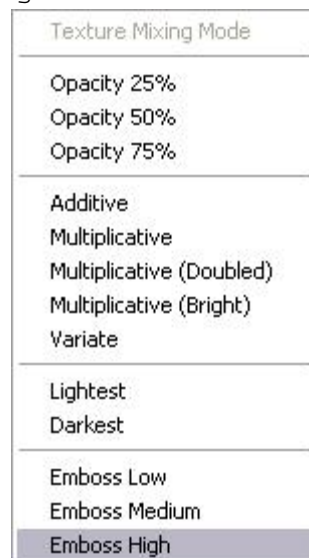 Texture Mixing Mode
Opacity 25%
Opacity 50%
Opacity 75%
Additive
Multiplicative
Multiplicative (Doubled)
Multiplicative (Bright)
Variate
Lightest
Darkest
Emboss Low
Emboss Medium
Emboss High